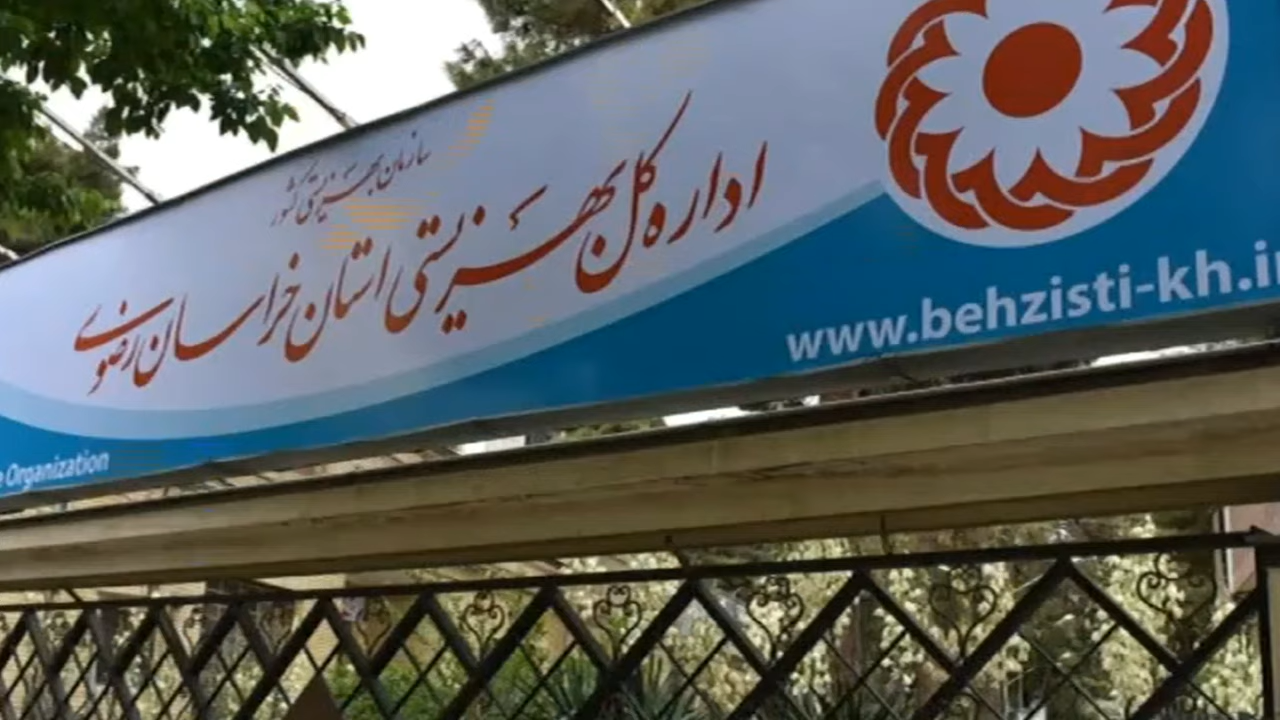 سازمان بهزیستی کشور
اداره کل بهزیستی استان خراسان رضوی
www.behzisti-kh.ir
Organization